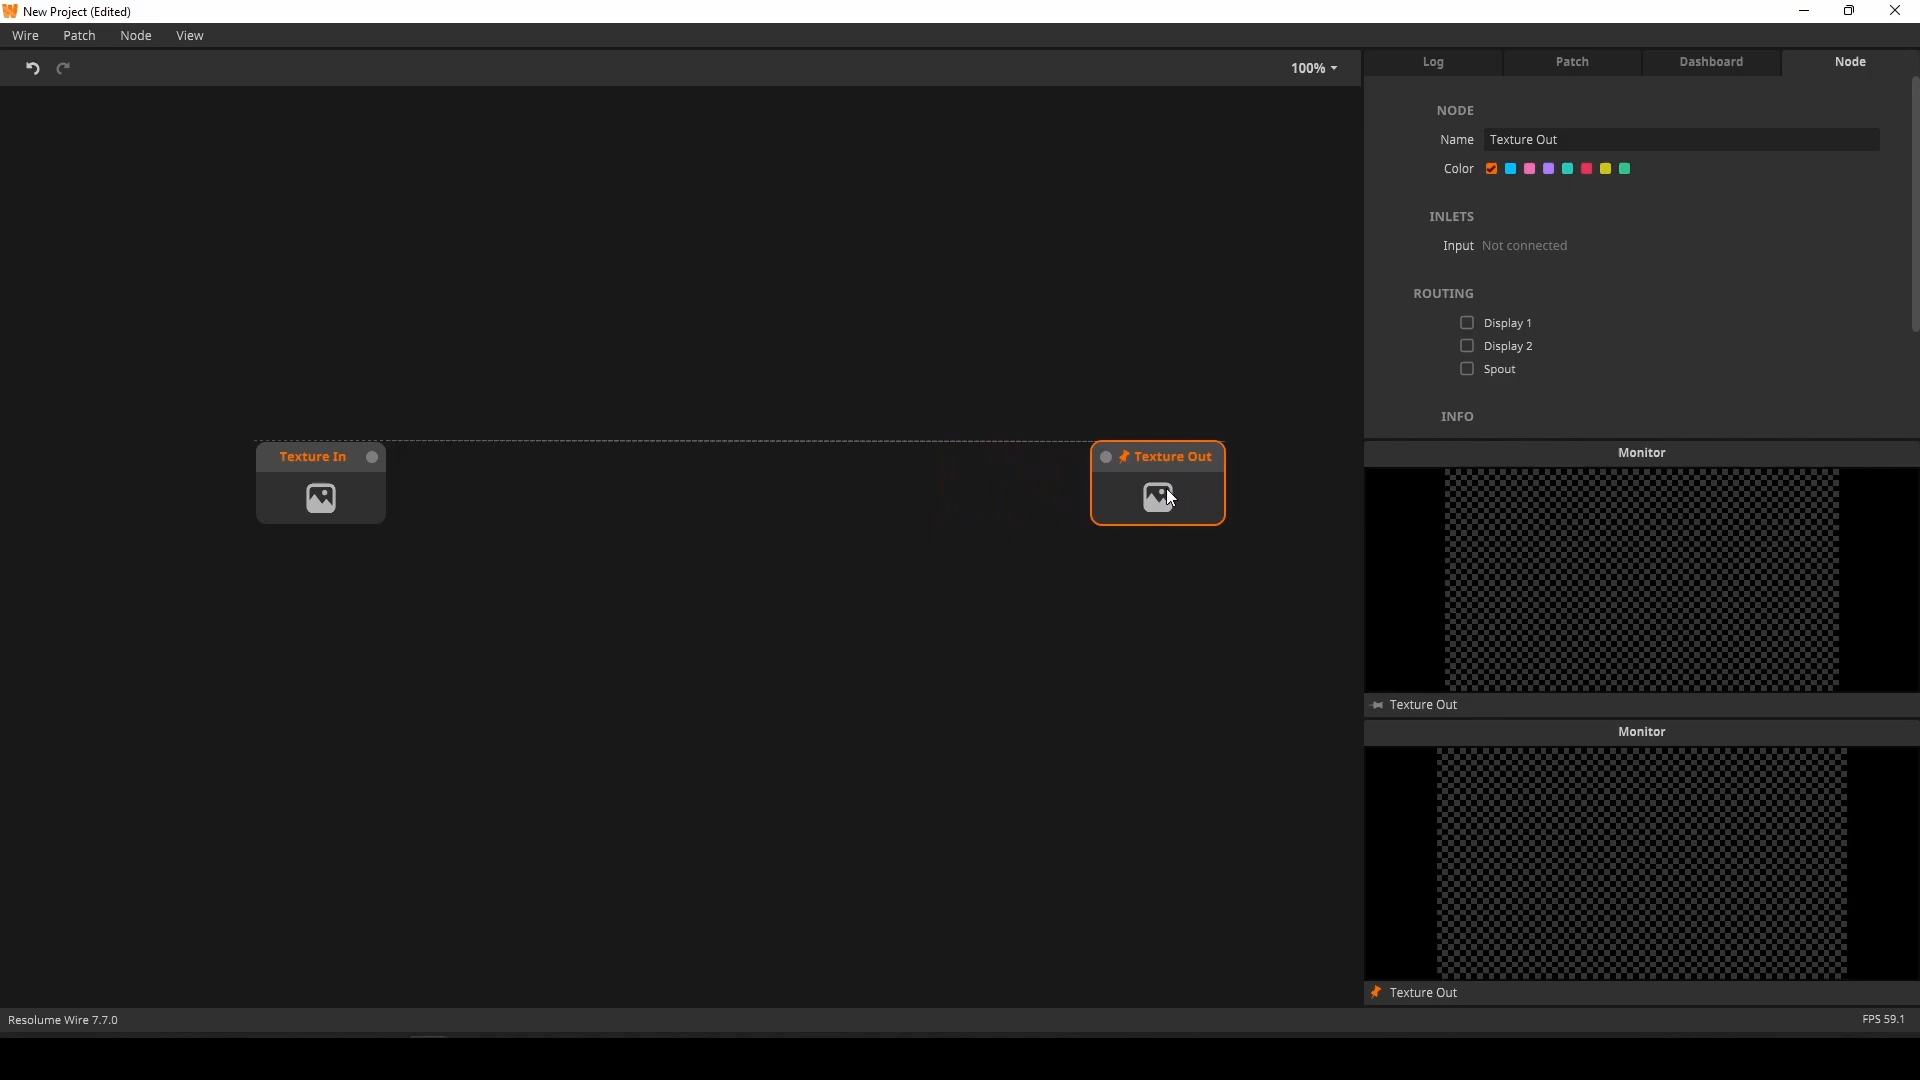 New Project (Edited)
Wire Patch Node View
100%
Log Patch Dashboard Node
NODE
Name Texture Out
Color
INLETS
Input Not connected
ROUTING
Display 1
Display 2
Spout
INFO
Texture In
Texture Out
Monitor
Texture Out
Monitor
Texture Out
Resolume Wire 7.7.0
FPS 59.1